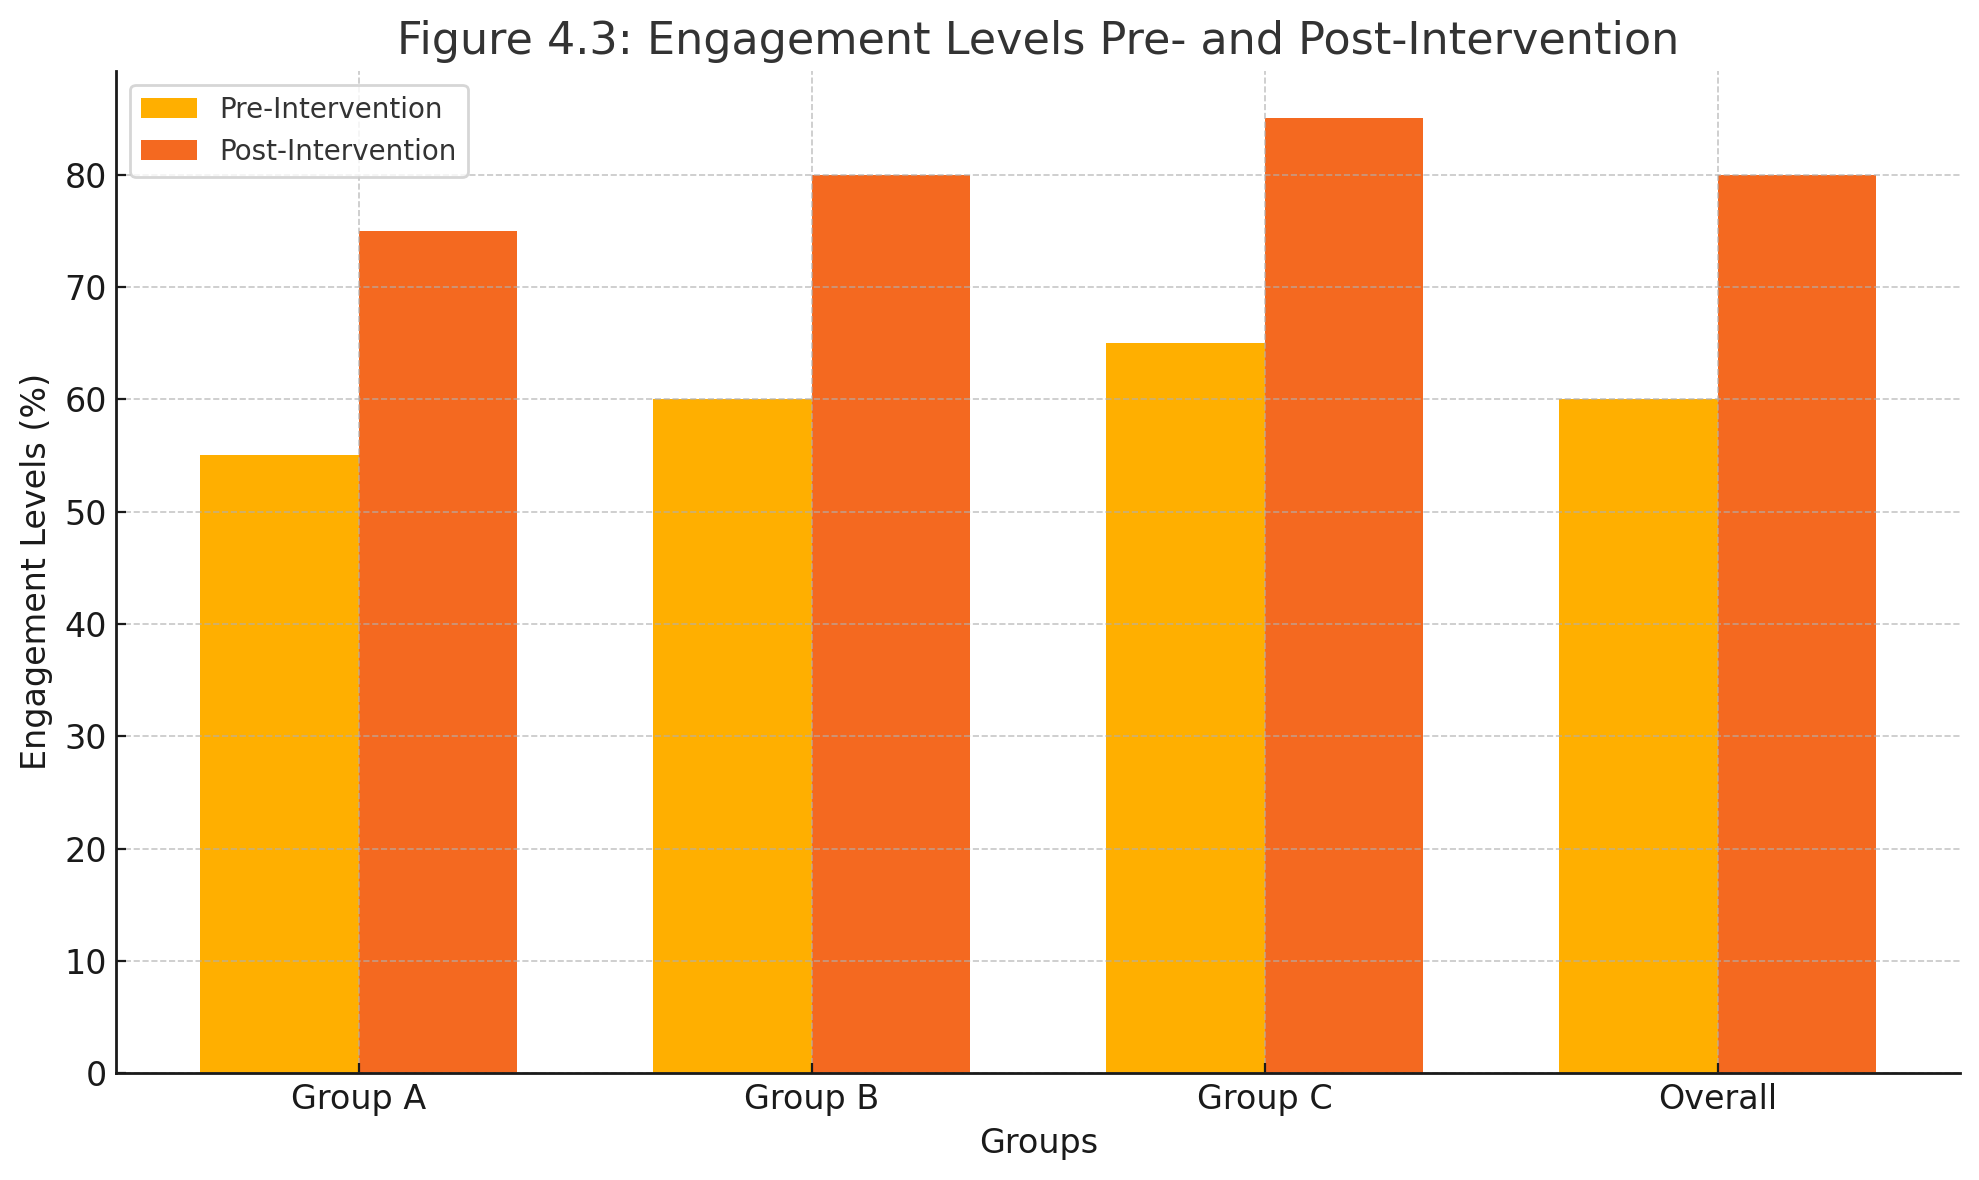 Figure 4.3: Engagement Levels Pre- and Post-Intervention
Pre-Intervention
Post-Intervention
Engagement Levels (%)
80
70
60
50
40
30
20
10
0
Group A
Group B
Group C
Overall
Groups